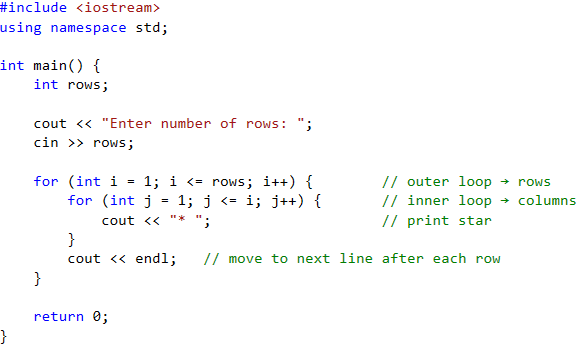 #include <iostream>
using namespace std;

int main() {
    int rows;

    cout << "Enter number of rows: ";
    cin >> rows;

    for (int i = 1; i <= rows; i++) {        // outer loop → rows
        for (int j = 1; j <= i; j++) {       // inner loop → columns
            cout << "* ";                    // print star
        }
        cout << endl;   // move to next line after each row
    }

    return 0;
}